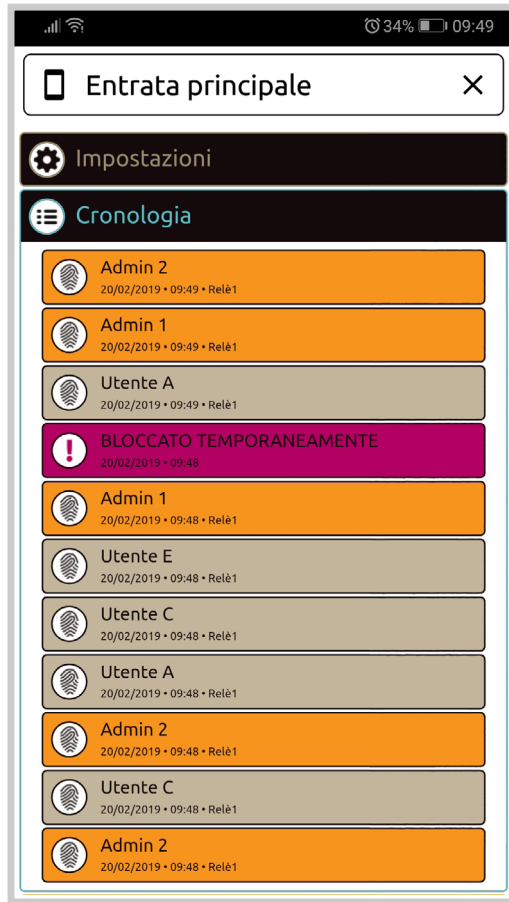 34% 09:49
Entrata principale
Impostazioni
Cronologia
Admin 2
20/02/2019 • 09:49 • Relè1
Admin 1
20/02/2019 • 09:49 • Relè1
Utente A
20/02/2019 • 09:49 • Relè1
BLOCCATO TEMPORANEAMENTE
20/02/2019 • 09:48
Admin 1
20/02/2019 • 09:48 • Relè1
Utente E
20/02/2019 • 09:48 • Relè1
Utente C
20/02/2019 • 09:48 • Relè1
Utente A
20/02/2019 • 09:48 • Relè1
Admin 2
20/02/2019 • 09:48 • Relè1
Utente C
20/02/2019 • 09:48 • Relè1
Admin 2
20/02/2019 • 09:48 • Relè1